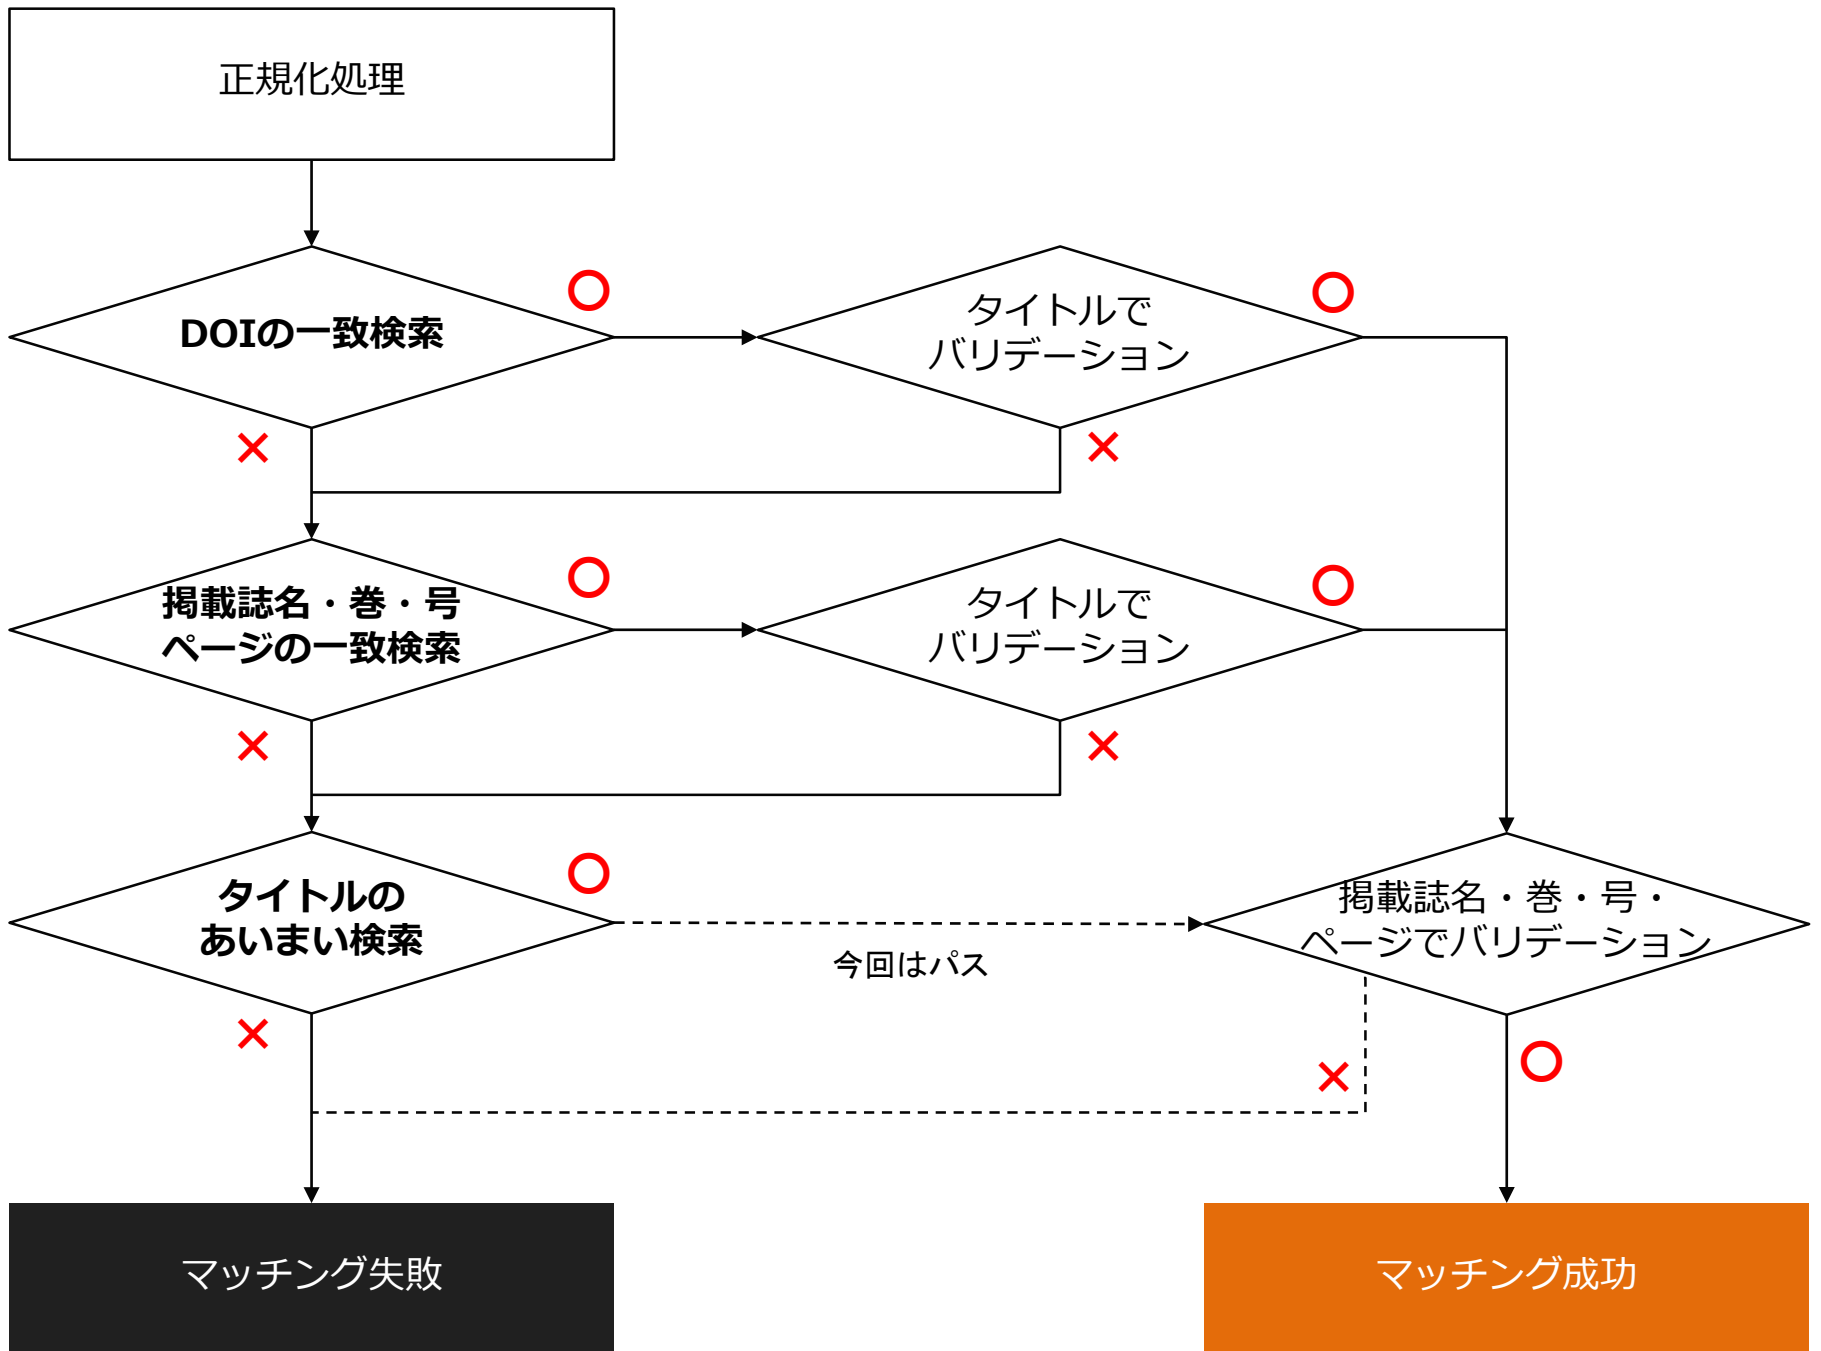 正規化処理
DOIの一致検索
タイトルで
バリデーション
掲載誌名・巻・号
ページの一致検索
タイトルで
バリデーション
タイトルの
あいまい検索
今回はパス
掲載誌名・巻・号・
ページでバリデーション
マッチング失敗
マッチング成功